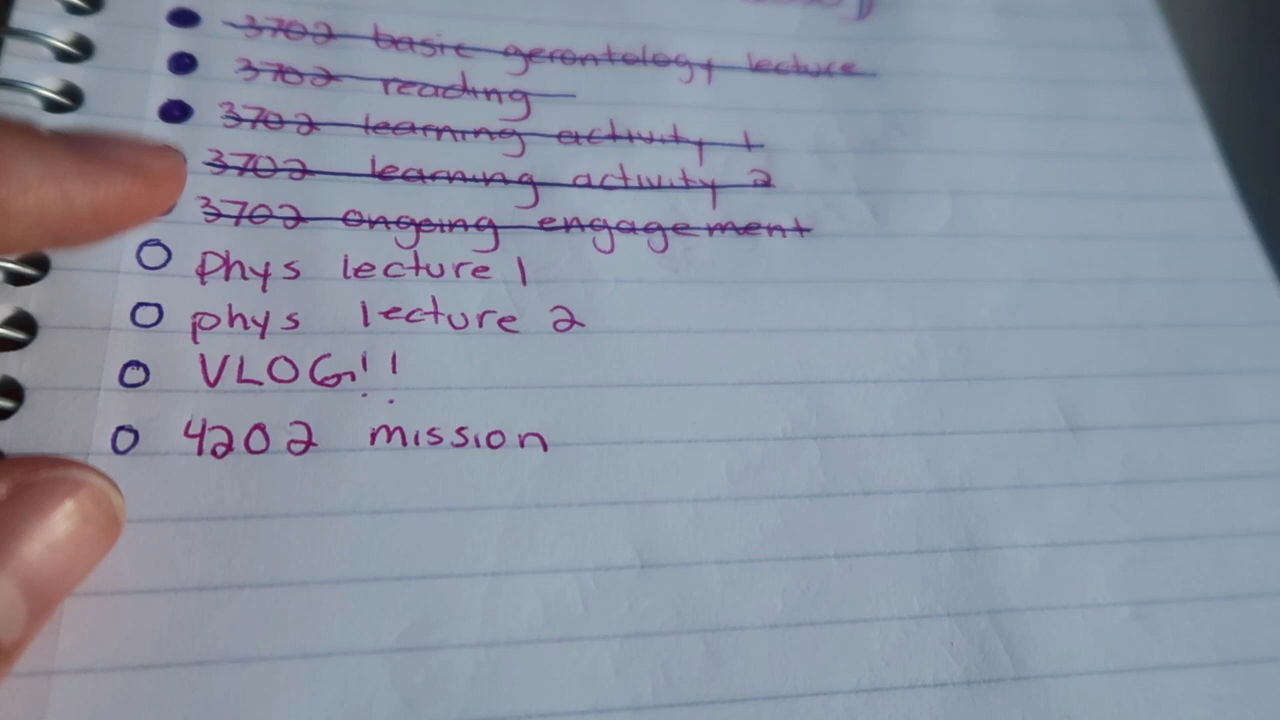 3702 basic gerontology lecture
3702 reading
3702 learning activity 1
3702 learning activity 2
3702 ongoing engagement
Phys lecture 1
phys lecture 2
VLOG!!
4202 mission